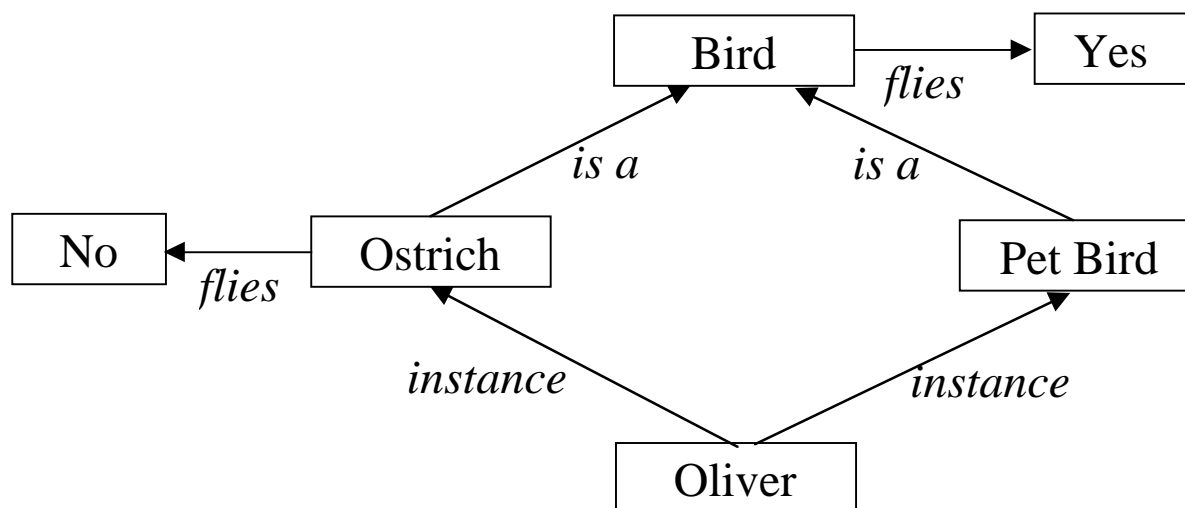 Bird
Yes
flies
is a
is a
No
Ostrich
Pet Bird
flies
instance
instance
Oliver